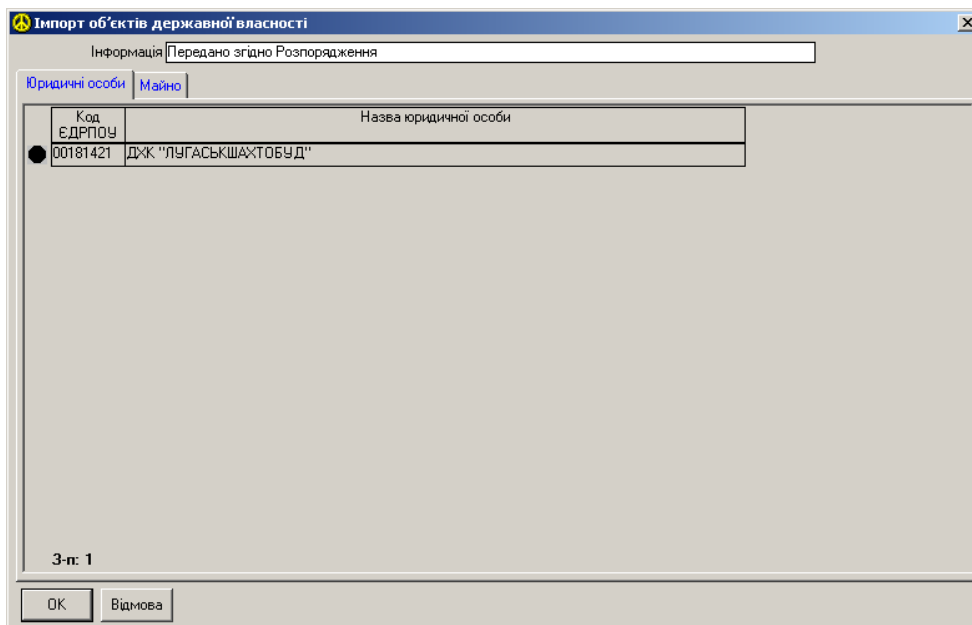 Імпорт об'єктів державної власності
Інформація Передано згідно Розпорядження
Юридичні особи Майно
Код ЄДРПОУ Назва юридичної особи
00181421 ДХК "ЛУГАСЬКШАХТОБУД"
З-п: 1
OK Відмова